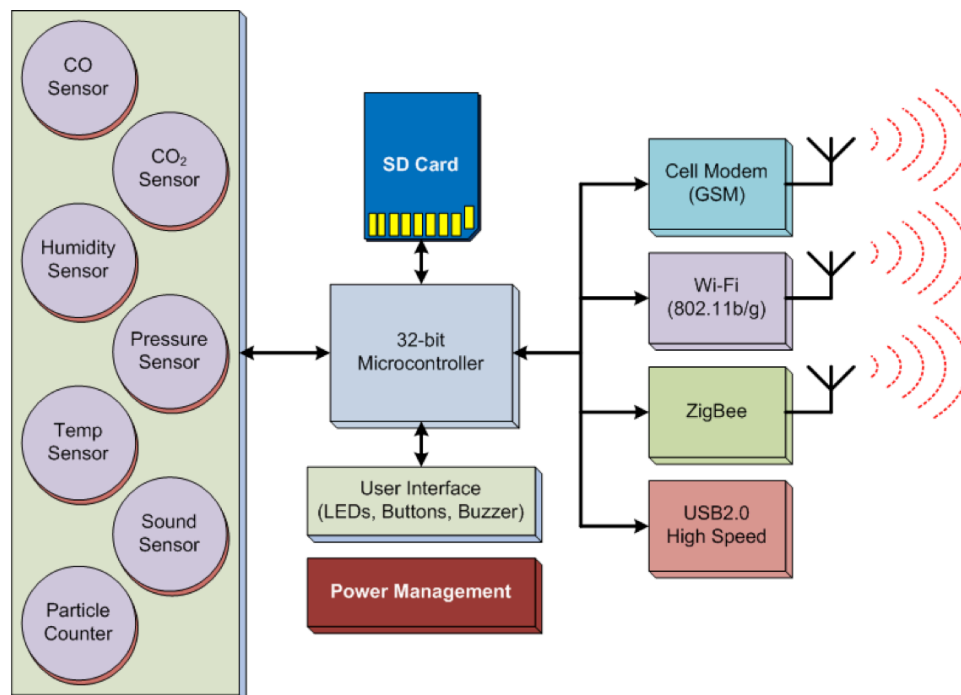 CO
Sensor
CO₂
Sensor
Humidity
Sensor
Pressure
Sensor
Temp
Sensor
Sound
Sensor
Particle
Counter
SD Card
32-bit
Microcontroller
User Interface
(LEDs, Buttons, Buzzer)
Power Management
Cell Modem
(GSM)
Wi-Fi
(802.11b/g)
ZigBee
USB2.0
High Speed